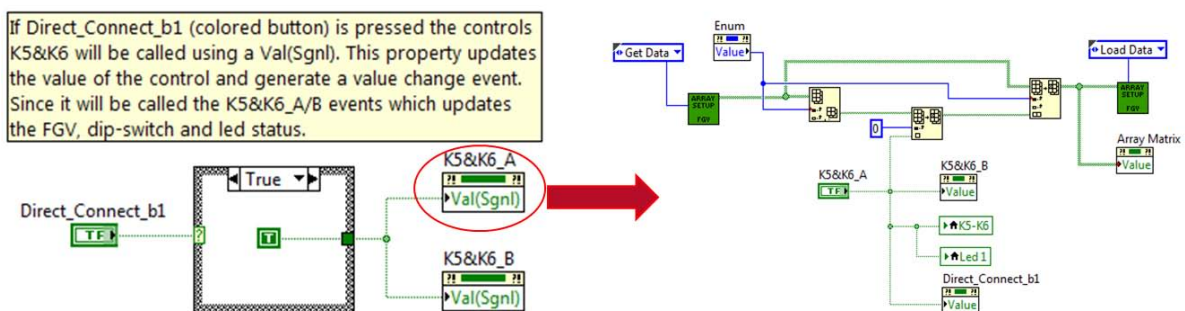 If Direct_Connect_b1 (colored button) is pressed the controls
K5&K6 will be called using a Val(Sgnl). This property updates
the value of the control and generate a value change event.
Since it will be called the K5&K6_A/B events which updates
the FGV, dip-switch and led status.
Direct_Connect_b1
TF
True
?
T
K5&K6_A
Val(Sgnl)
K5&K6_B
Val(Sgnl)
Get Data
Enum
Value
ARRAY
SETUP
FGV
0
K5&K6_A
TF
K5&K6_B
Value
K5-K6
Led 1
Direct_Connect_b1
Value
Load Data
ARRAY
SETUP
FGV
Array Matrix
Value